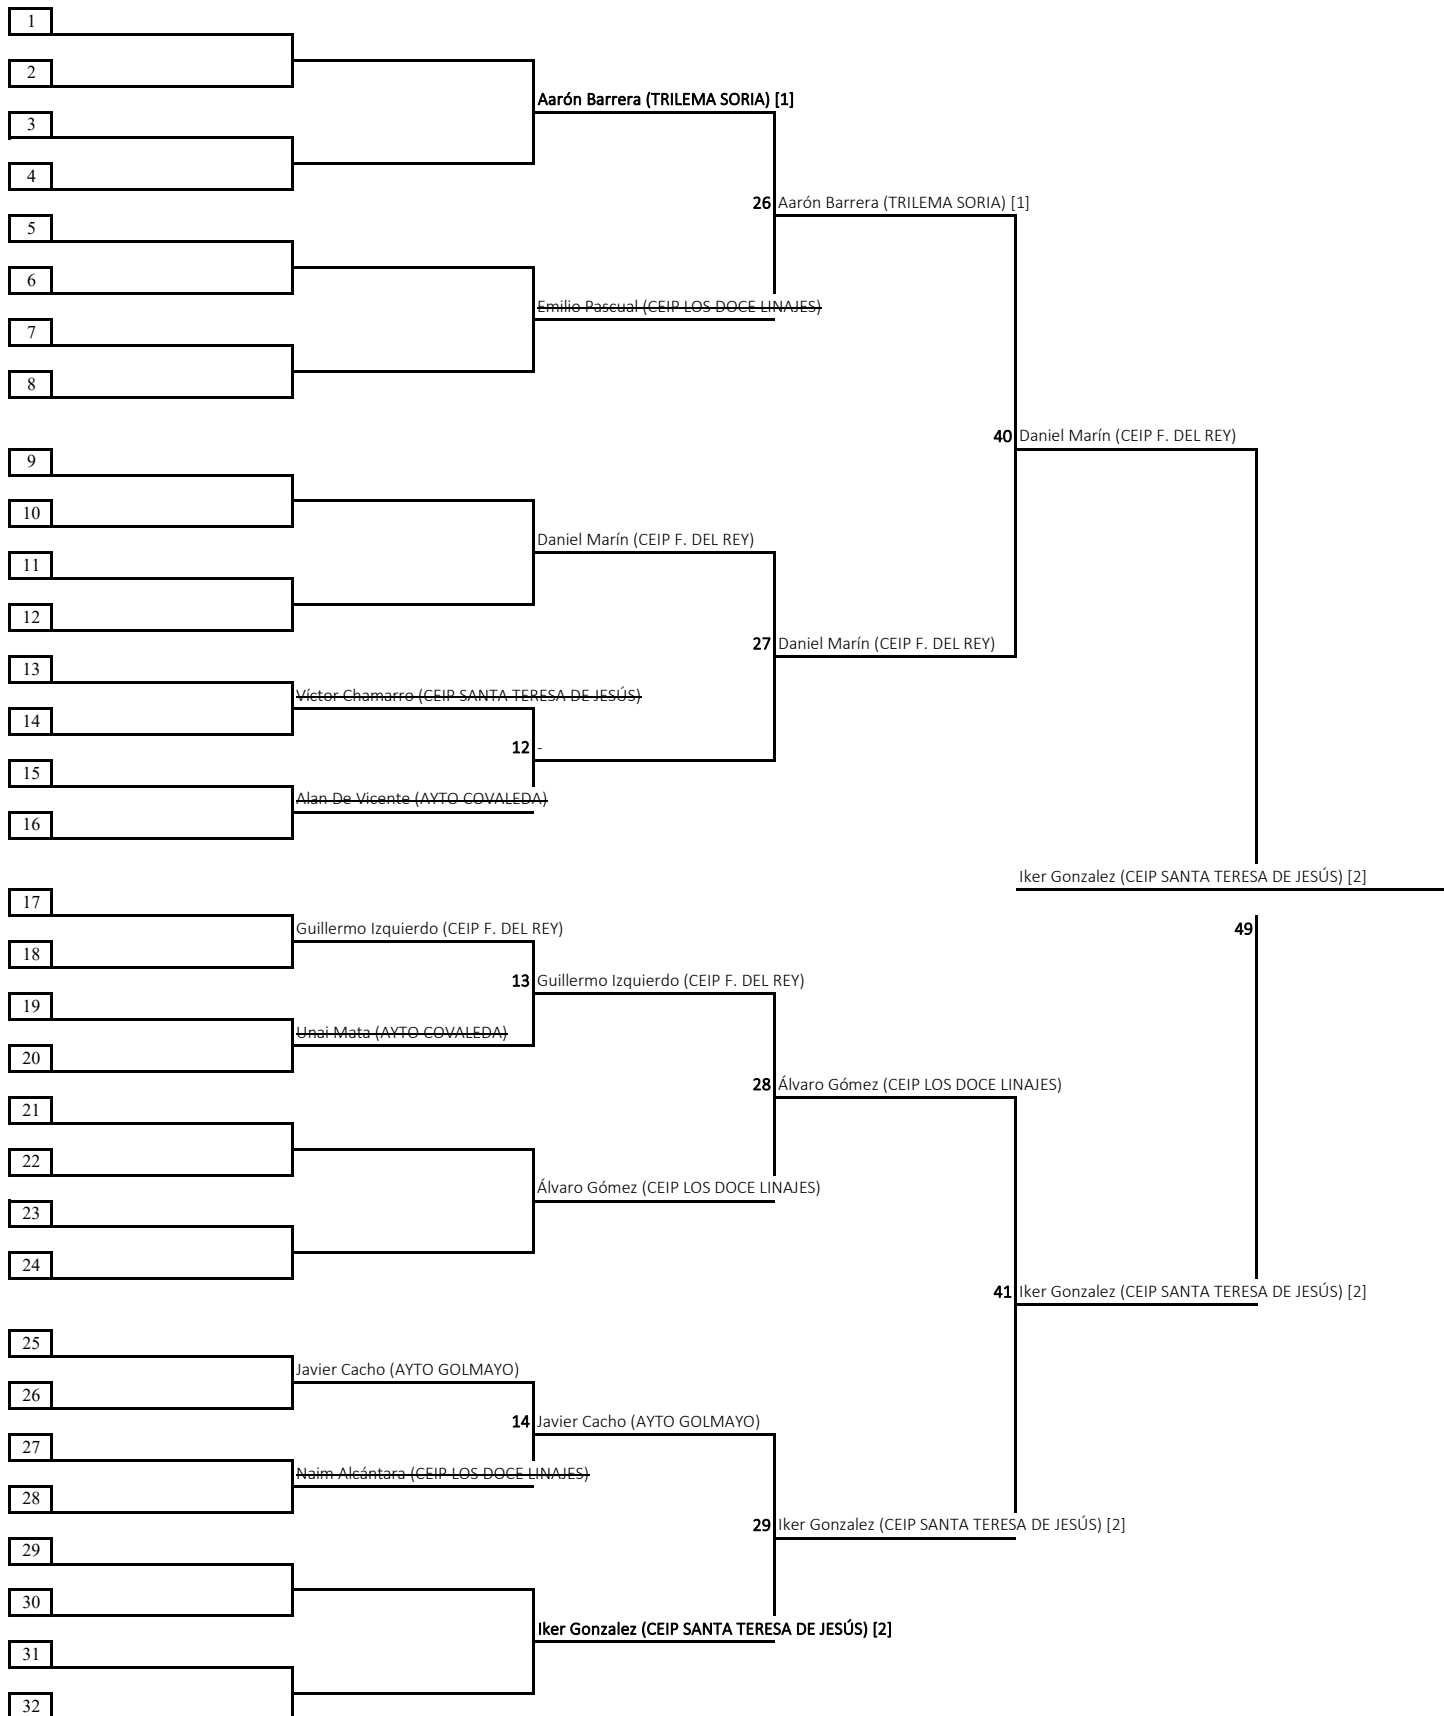 1
2
Aarón Barrera (TRILEMA SORIA) [1]
3
4
26 Aarón Barrera (TRILEMA SORIA) [1]
5
6
Emilio Pascual (CEIP LOS DOCE LINAJES)
7
8
40 Daniel Marín (CEIP F. DEL REY)
9
10
Daniel Marín (CEIP F. DEL REY)
11
12
27 Daniel Marín (CEIP F. DEL REY)
13
Víctor Chamarro (CEIP SANTA TERESA DE JESÚS)
14
12 -
15
Alan De Vicente (AYTO COVALEDA)
16
Iker Gonzalez (CEIP SANTA TERESA DE JESÚS) [2]
17
Guillermo Izquierdo (CEIP F. DEL REY)
49
18
13 Guillermo Izquierdo (CEIP F. DEL REY)
19
Unai Mata (AYTO COVALEDA)
20
28 Álvaro Gómez (CEIP LOS DOCE LINAJES)
21
22
Álvaro Gómez (CEIP LOS DOCE LINAJES)
23
24
41 Iker Gonzalez (CEIP SANTA TERESA DE JESÚS) [2]
25
Javier Cacho (AYTO GOLMAYO)
26
14 Javier Cacho (AYTO GOLMAYO)
27
Naim Alcántara (CEIP LOS DOCE LINAJES)
28
29 Iker Gonzalez (CEIP SANTA TERESA DE JESÚS) [2]
29
30
Iker Gonzalez (CEIP SANTA TERESA DE JESÚS) [2]
31
32